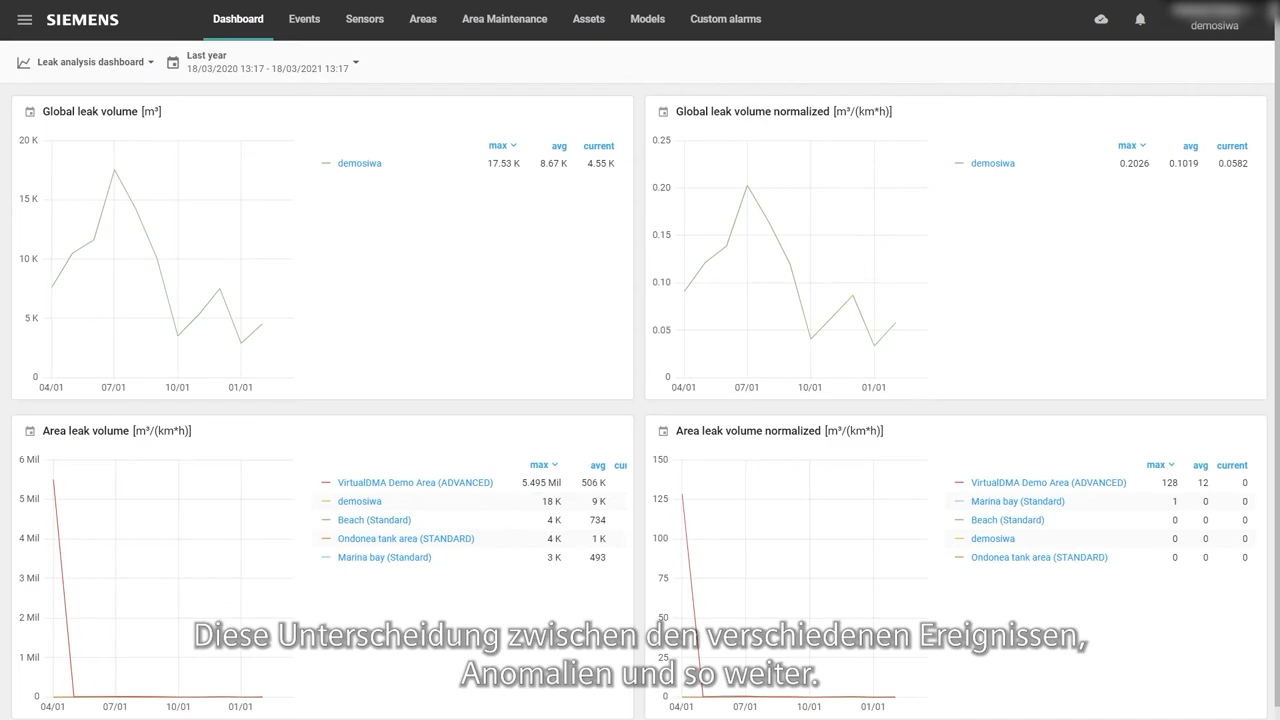 SIEMENS
Dashboard Events Sensors Areas Area Maintenance Assets Models Custom alarms
demosiwa
Leak analysis dashboard
Last year
18/03/2020 13:17 - 18/03/2021 13:17
Global leak volume [m³]
20 K
15 K
10 K
5 K
0
04/01 07/01 10/01 01/01
max avg current
demosiwa 17.53 K 8.67 K 4.55 K
Global leak volume normalized [m³/(km*h)]
0.25
0.20
0.15
0.10
0.05
0
04/01 07/01 10/01 01/01
max avg current
demosiwa 0.2026 0.1019 0.0582
Area leak volume [m³/(km*h)]
6 Mil
5 Mil
4 Mil
3 Mil
2 Mil
1 Mil
0
04/01 07/01 10/01 01/01
max avg cur
VirtualDMA Demo Area (ADVANCED) 5.495 Mil 506 K
demosiwa 18 K 9 K
Beach (Standard) 4 K 734
Ondonea tank area (STANDARD) 4 K 1 K
Marina bay (Standard) 3 K 493
Area leak volume normalized [m³/(km*h)]
150
125
100
75
50
25
0
04/01 07/01 10/01 01/01
max avg current
VirtualDMA Demo Area (ADVANCED) 128 12 0
Marina bay (Standard) 1 0 0
Beach (Standard) 0 0 0
demosiwa 0 0 0
Ondonea tank area (STANDARD) 0 0 0
Diese Unterscheidung zwischen den verschiedenen Ereignissen,
Anomalien und so weiter.